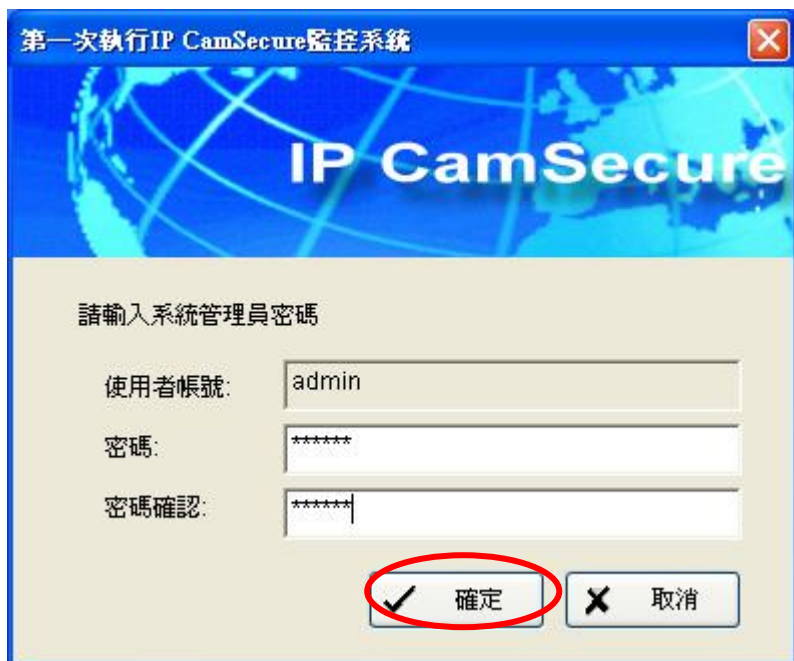 第一次執行IP CamSecure監控系統
IP CamSecure
請輸入系統管理員密碼
使用者帳號: admin
密碼: ******
密碼確認: ******
確定 取消